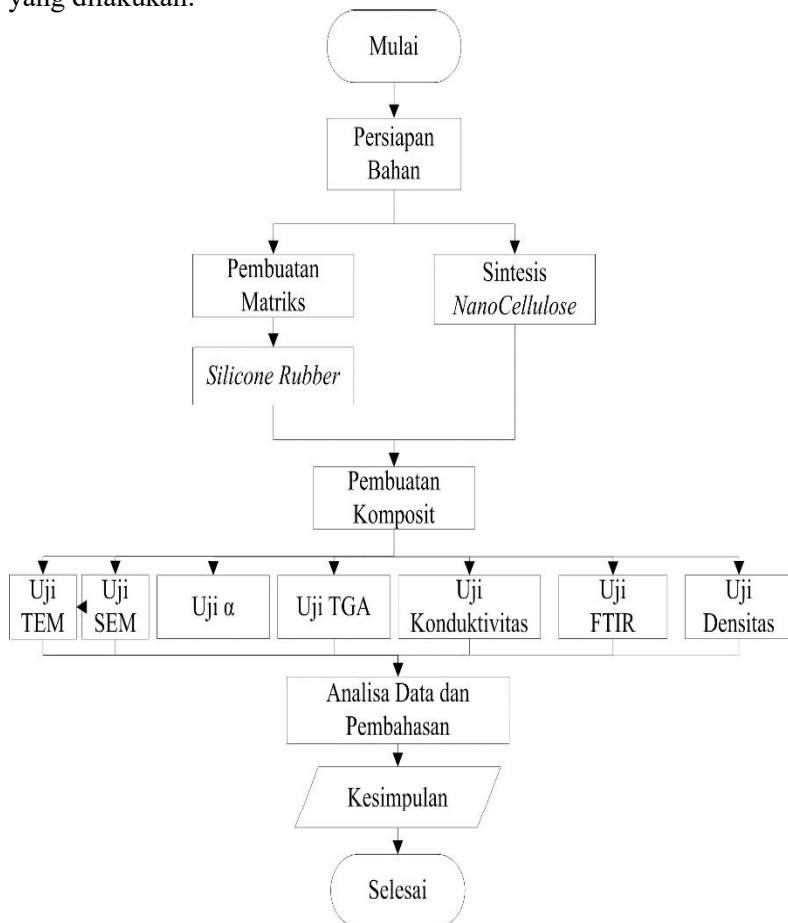 yang dilakukan.
Mulai
Persiapan
Bahan
Pembuatan
Matriks
Sintesis
NanoCellulose
Silicone Rubber
Pembuatan
Komposit
Uji
TEM
Uji
SEM
Uji α
Uji TGA
Uji
Konduktivitas
Uji
FTIR
Uji
Densitas
Analisa Data dan
Pembahasan
Kesimpulan
Selesai